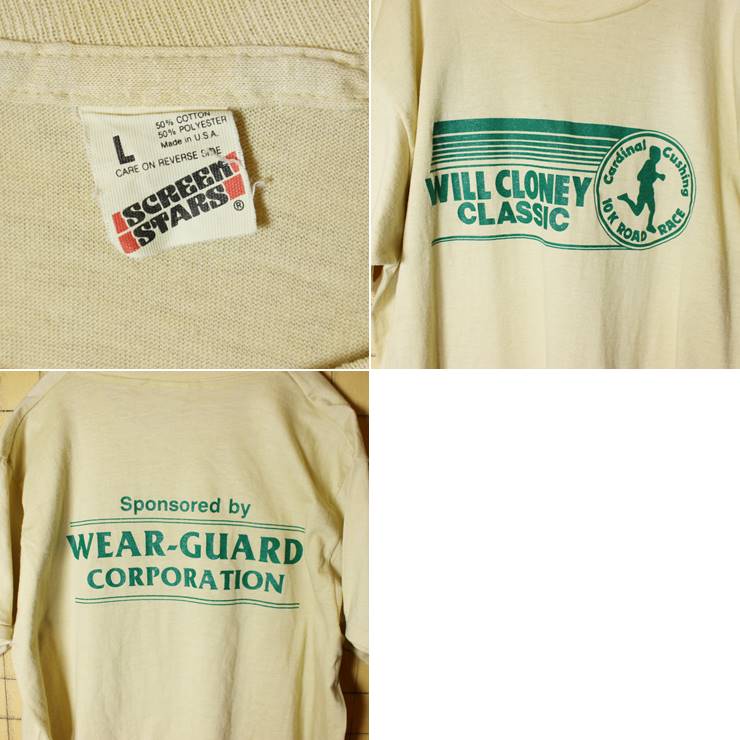 L
50% COTTON
50% POLYESTER
Made in U.S.A.
CARE ON REVERSE SIDE
SCREEN
STARS®
WILL CLONEY
CLASSIC
Cardinal Cushing
10K ROAD RACE
Sponsored by
WEAR-GUARD
CORPORATION